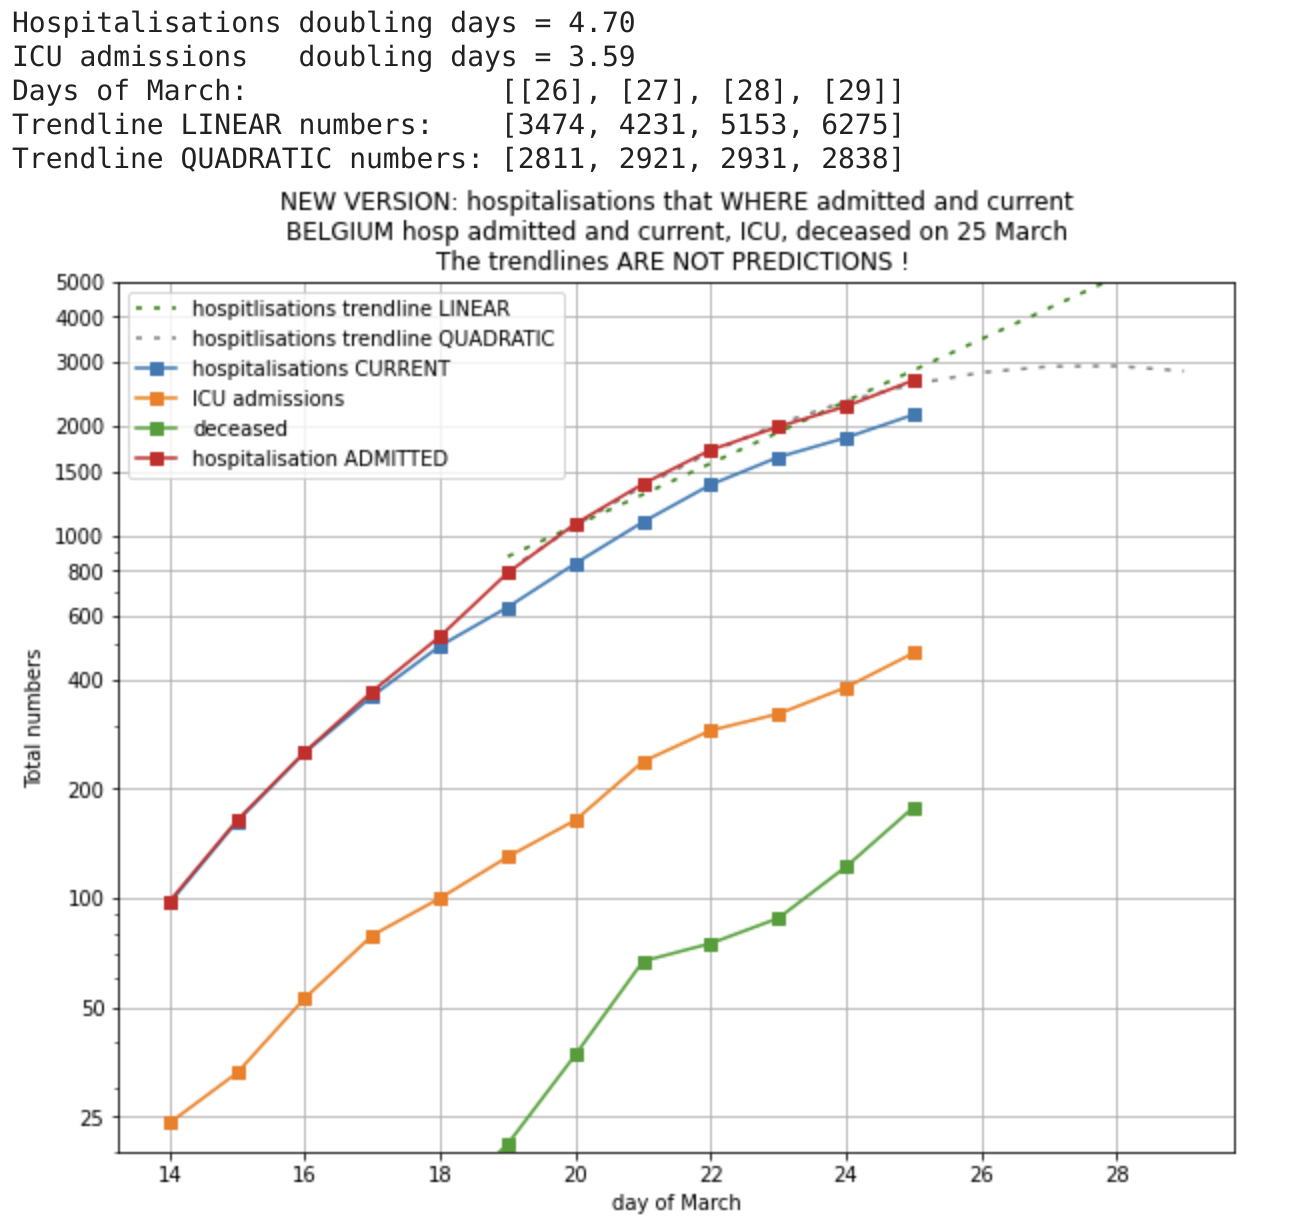 Hospitalisations doubling days = 4.70
ICU admissions   doubling days = 3.59
Days of March:               [[26], [27], [28], [29]]
Trendline LINEAR numbers:    [3474, 4231, 5153, 6275]
Trendline QUADRATIC numbers: [2811, 2921, 2931, 2838]
NEW VERSION: hospitalisations that WHERE admitted and current
BELGIUM hosp admitted and current, ICU, deceased on 25 March
The trendlines ARE NOT PREDICTIONS !
hospitlisations trendline LINEAR
hospitlisations trendline QUADRATIC
hospitalisations CURRENT
ICU admissions
deceased
hospitalisation ADMITTED
5000
4000
3000
2000
1500
1000
800
600
400
200
100
50
25
Total numbers
14 16 18 20 22 24 26 28
day of March